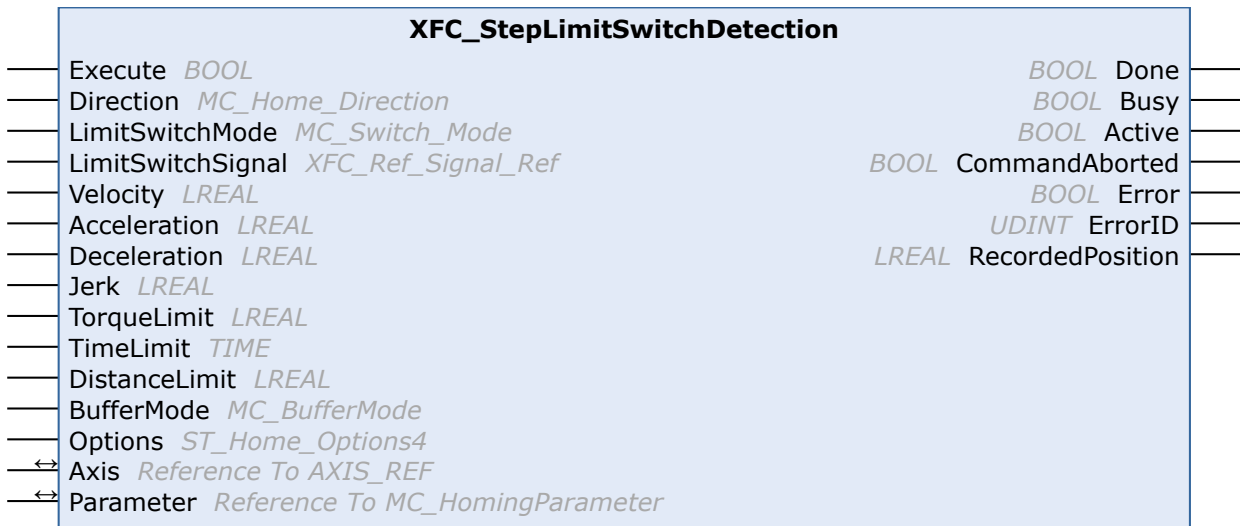 XFC_StepLimitSwitchDetection
Execute BOOL BOOL Done
Direction MC_Home_Direction BOOL Busy
LimitSwitchMode MC_Switch_Mode BOOL Active
LimitSwitchSignal XFC_Ref_Signal_Ref BOOL CommandAborted
Velocity LREAL BOOL Error
Acceleration LREAL UDINT ErrorID
Deceleration LREAL LREAL RecordedPosition
Jerk LREAL
TorqueLimit LREAL
TimeLimit TIME
DistanceLimit LREAL
BufferMode MC_BufferMode
Options ST_Home_Options4
↔ Axis Reference To AXIS_REF
↔ Parameter Reference To MC_HomingParameter